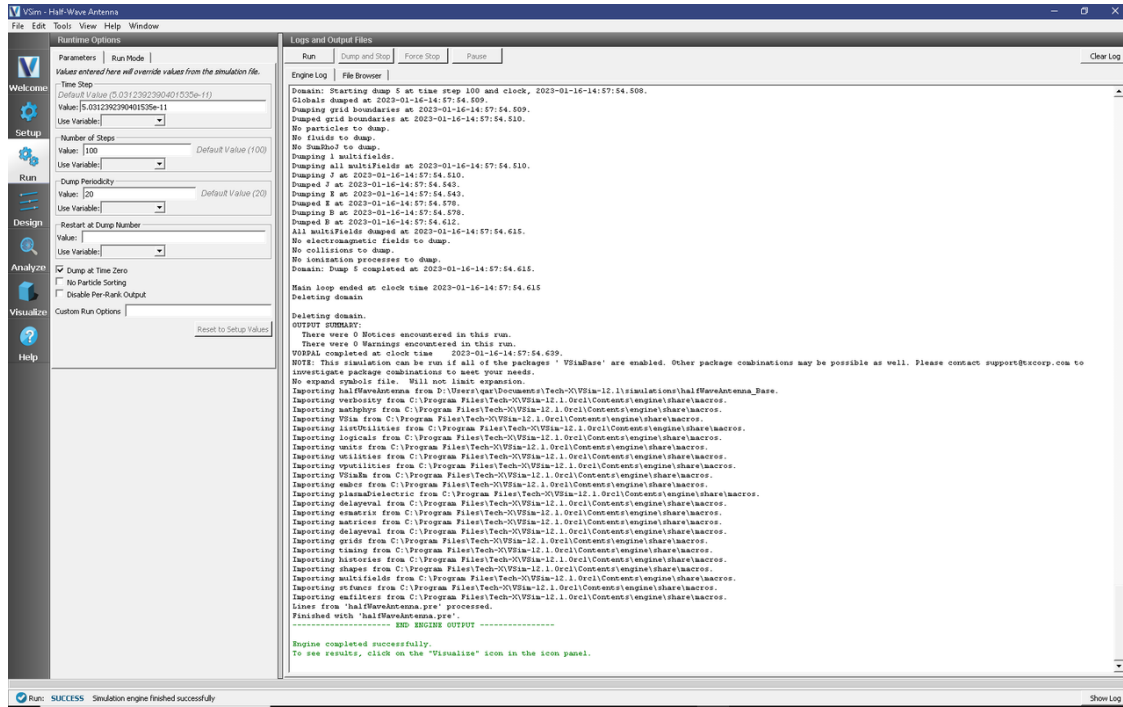 VSim - Half-Wave Antenna
File Edit Tools View Help Window
Welcome
Setup
Run
Design
Analyze
Visualize
Help
Runtime Options
Parameters Run Mode
Values entered here will override values from the simulation file.
Time Step
Default Value (5.0312392390401535e-11)
Value: 5.0312392390401535e-11
Use Variable:
Number of Steps
Value: 100 Default Value (100)
Use Variable:
Dump Periodicity
Value: 20 Default Value (20)
Use Variable:
Restart at Dump Number
Value:
Use Variable:
Dump at Time Zero
No Particle Sorting
Disable Per-Rank Output
Custom Run Options
Reset to Setup Values
Logs and Output Files
Run Dump and Stop Force Stop Pause Clear Log
Engine Log File Browser
Domain: Starting dump 5 at time step 100 and clock, 2023-01-16-14:57:54.508.
Globals dumped at 2023-01-16-14:57:54.509.
Dumping grid boundaries at 2023-01-16-14:57:54.509.
Dumped grid boundaries at 2023-01-16-14:57:54.510.
No particles to dump.
No fluids to dump.
No SumRhoJ to dump.
Dumping 1 multifields.
Dumping all multiFields at 2023-01-16-14:57:54.510.
Dumping J at 2023-01-16-14:57:54.510.
Dumped J at 2023-01-16-14:57:54.543.
Dumping E at 2023-01-16-14:57:54.543.
Dumped E at 2023-01-16-14:57:54.578.
Dumping B at 2023-01-16-14:57:54.578.
Dumped B at 2023-01-16-14:57:54.612.
All multiFields dumped at 2023-01-16-14:57:54.615.
No electromagnetic fields to dump.
No collisions to dump.
No ionization processes to dump.
Domain: Dump 5 completed at 2023-01-16-14:57:54.615.
Main loop ended at clock time 2023-01-16-14:57:54.615
Deleting domain
Deleting domain.
OUTPUT SUMMARY:
There were 0 Notices encountered in this run.
There were 0 Warnings encountered in this run.
VORPAL completed at clock time 2023-01-16-14:57:54.639.
NOTE: This simulation can be run if all of the packages ' VSimBase' are enabled. Other package combinations may be possible as well. Please contact support@txcorp.com to
investigate package combinations to meet your needs.
No expand symbols file. Will not limit expansion.
Importing halfWaveAntenna from D:\Users\qar\Documents\Tech-X\VSim-12.1\simulations\halfWaveAntenna_Base.
Importing verbosity from C:\Program Files\Tech-X\VSim-12.1.0rc1\Contents\engine\share\macros.
Importing mathphys from C:\Program Files\Tech-X\VSim-12.1.0rc1\Contents\engine\share\macros.
Importing VSim from C:\Program Files\Tech-X\VSim-12.1.0rc1\Contents\engine\share\macros.
Importing listUtilities from C:\Program Files\Tech-X\VSim-12.1.0rc1\Contents\engine\share\macros.
Importing logicals from C:\Program Files\Tech-X\VSim-12.1.0rc1\Contents\engine\share\macros.
Importing units from C:\Program Files\Tech-X\VSim-12.1.0rc1\Contents\engine\share\macros.
Importing utilities from C:\Program Files\Tech-X\VSim-12.1.0rc1\Contents\engine\share\macros.
Importing vputilities from C:\Program Files\Tech-X\VSim-12.1.0rc1\Contents\engine\share\macros.
Importing VSimEm from C:\Program Files\Tech-X\VSim-12.1.0rc1\Contents\engine\share\macros.
Importing embcs from C:\Program Files\Tech-X\VSim-12.1.0rc1\Contents\engine\share\macros.
Importing plasmaDielectric from C:\Program Files\Tech-X\VSim-12.1.0rc1\Contents\engine\share\macros.
Importing delayeval from C:\Program Files\Tech-X\VSim-12.1.0rc1\Contents\engine\share\macros.
Importing esmatrix from C:\Program Files\Tech-X\VSim-12.1.0rc1\Contents\engine\share\macros.
Importing matrices from C:\Program Files\Tech-X\VSim-12.1.0rc1\Contents\engine\share\macros.
Importing delayeval from C:\Program Files\Tech-X\VSim-12.1.0rc1\Contents\engine\share\macros.
Importing grids from C:\Program Files\Tech-X\VSim-12.1.0rc1\Contents\engine\share\macros.
Importing timing from C:\Program Files\Tech-X\VSim-12.1.0rc1\Contents\engine\share\macros.
Importing histories from C:\Program Files\Tech-X\VSim-12.1.0rc1\Contents\engine\share\macros.
Importing shapes from C:\Program Files\Tech-X\VSim-12.1.0rc1\Contents\engine\share\macros.
Importing multifields from C:\Program Files\Tech-X\VSim-12.1.0rc1\Contents\engine\share\macros.
Importing stfuncs from C:\Program Files\Tech-X\VSim-12.1.0rc1\Contents\engine\share\macros.
Importing emfilters from C:\Program Files\Tech-X\VSim-12.1.0rc1\Contents\engine\share\macros.
Lines from 'halfWaveAntenna.pre' processed.
Finished with 'halfWaveAntenna.pre'.
--------------------- END ENGINE OUTPUT ----------------
Engine completed successfully.
To see results, click on the "Visualize" icon in the icon panel.
Run: SUCCESS Simulation engine finished successfully Show Log